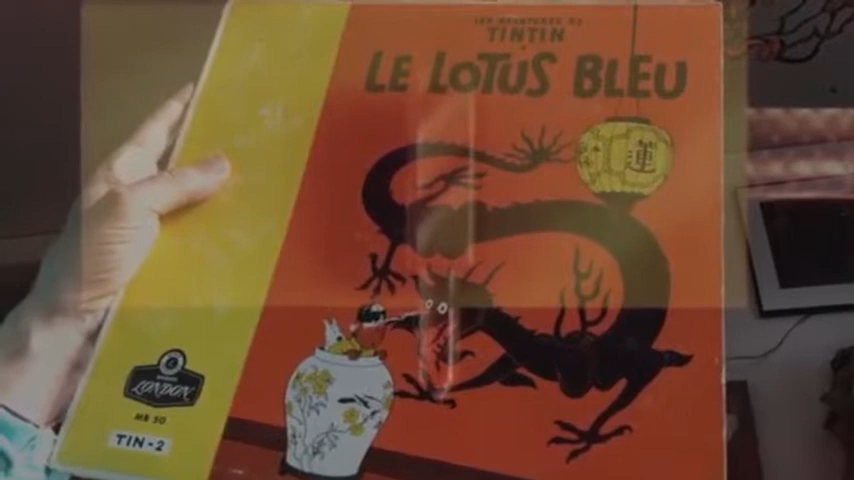 LES AVENTURES DE
TINTIN
LE LOTUS BLEU
蓮
LONDON
MB 50
TIN-2